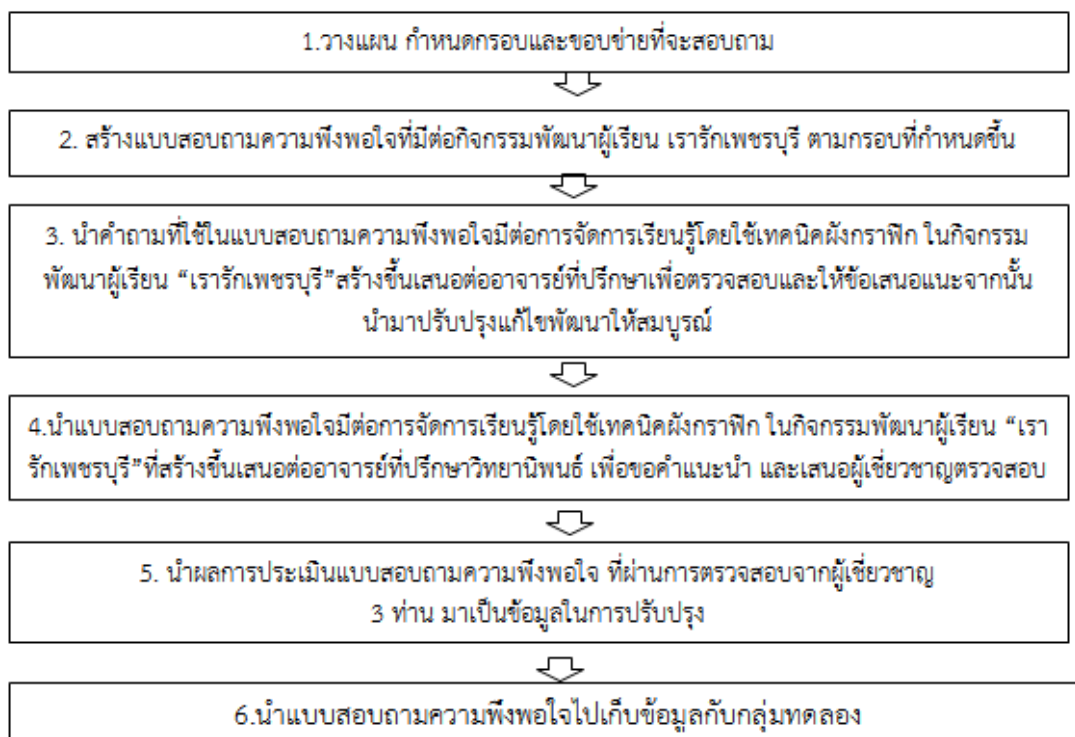 1.วางแผน กำหนดกรอบและขอบข่ายที่จะสอบถาม
2. สร้างแบบสอบถามความพึงพอใจที่มีต่อกิจกรรมพัฒนาผู้เรียน เรารักเพชรบุรี ตามกรอบที่กำหนดขึ้น
3. นำคำถามที่ใช้ในแบบสอบถามความพึงพอใจมีต่อการจัดการเรียนรู้โดยใช้เทคนิคผังกราฟิก ในกิจกรรม
พัฒนาผู้เรียน “เรารักเพชรบุรี”สร้างขึ้นเสนอต่ออาจารย์ที่ปรึกษาเพื่อตรวจสอบและให้ข้อเสนอแนะจากนั้น
นำมาปรับปรุงแก้ไขพัฒนาให้สมบูรณ์
4.นำแบบสอบถามความพึงพอใจมีต่อการจัดการเรียนรู้โดยใช้เทคนิคผังกราฟิก ในกิจกรรมพัฒนาผู้เรียน “เรา
รักเพชรบุรี”ที่สร้างขึ้นเสนอต่ออาจารย์ที่ปรึกษาวิทยานิพนธ์ เพื่อขอคำแนะนำ และเสนอผู้เชี่ยวชาญตรวจสอบ
5. นำผลการประเมินแบบสอบถามความพึงพอใจ ที่ผ่านการตรวจสอบจากผู้เชี่ยวชาญ
3 ท่าน มาเป็นข้อมูลในการปรับปรุง
6.นำแบบสอบถามความพึงพอใจไปเก็บข้อมูลกับกลุ่มทดลอง